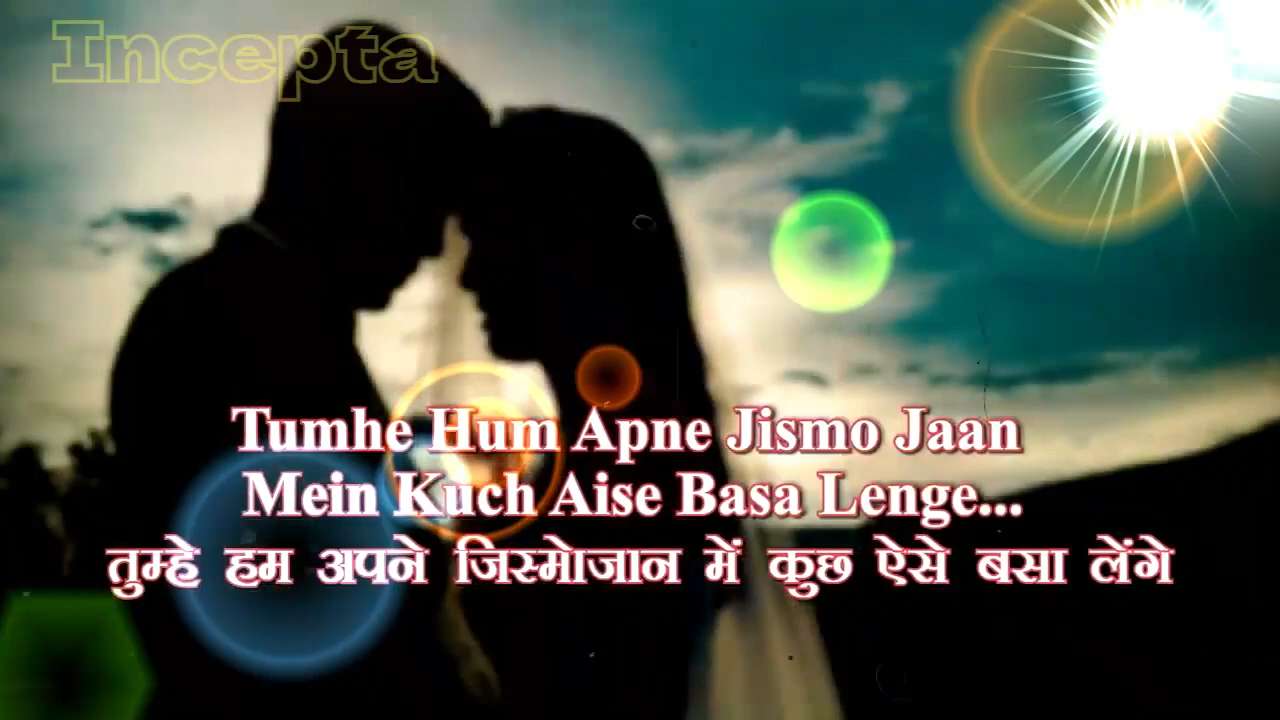 Incepta
Tumhe Hum Apne Jismo Jaan
Mein Kuch Aise Basa Lenge...
तुम्हे हम अपने जिस्मोजान में कुछ ऐसे बसा लेंगे